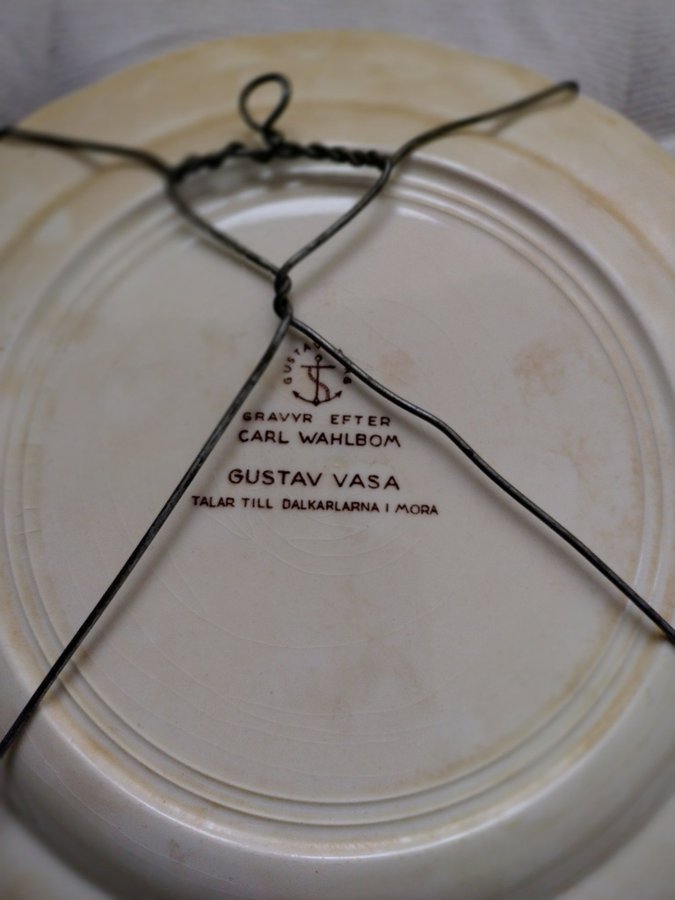 GRAVYR EFTER
CARL WAHLBOM
GUSTAV VASA
TALAR TILL DALKARLARNA I MORA